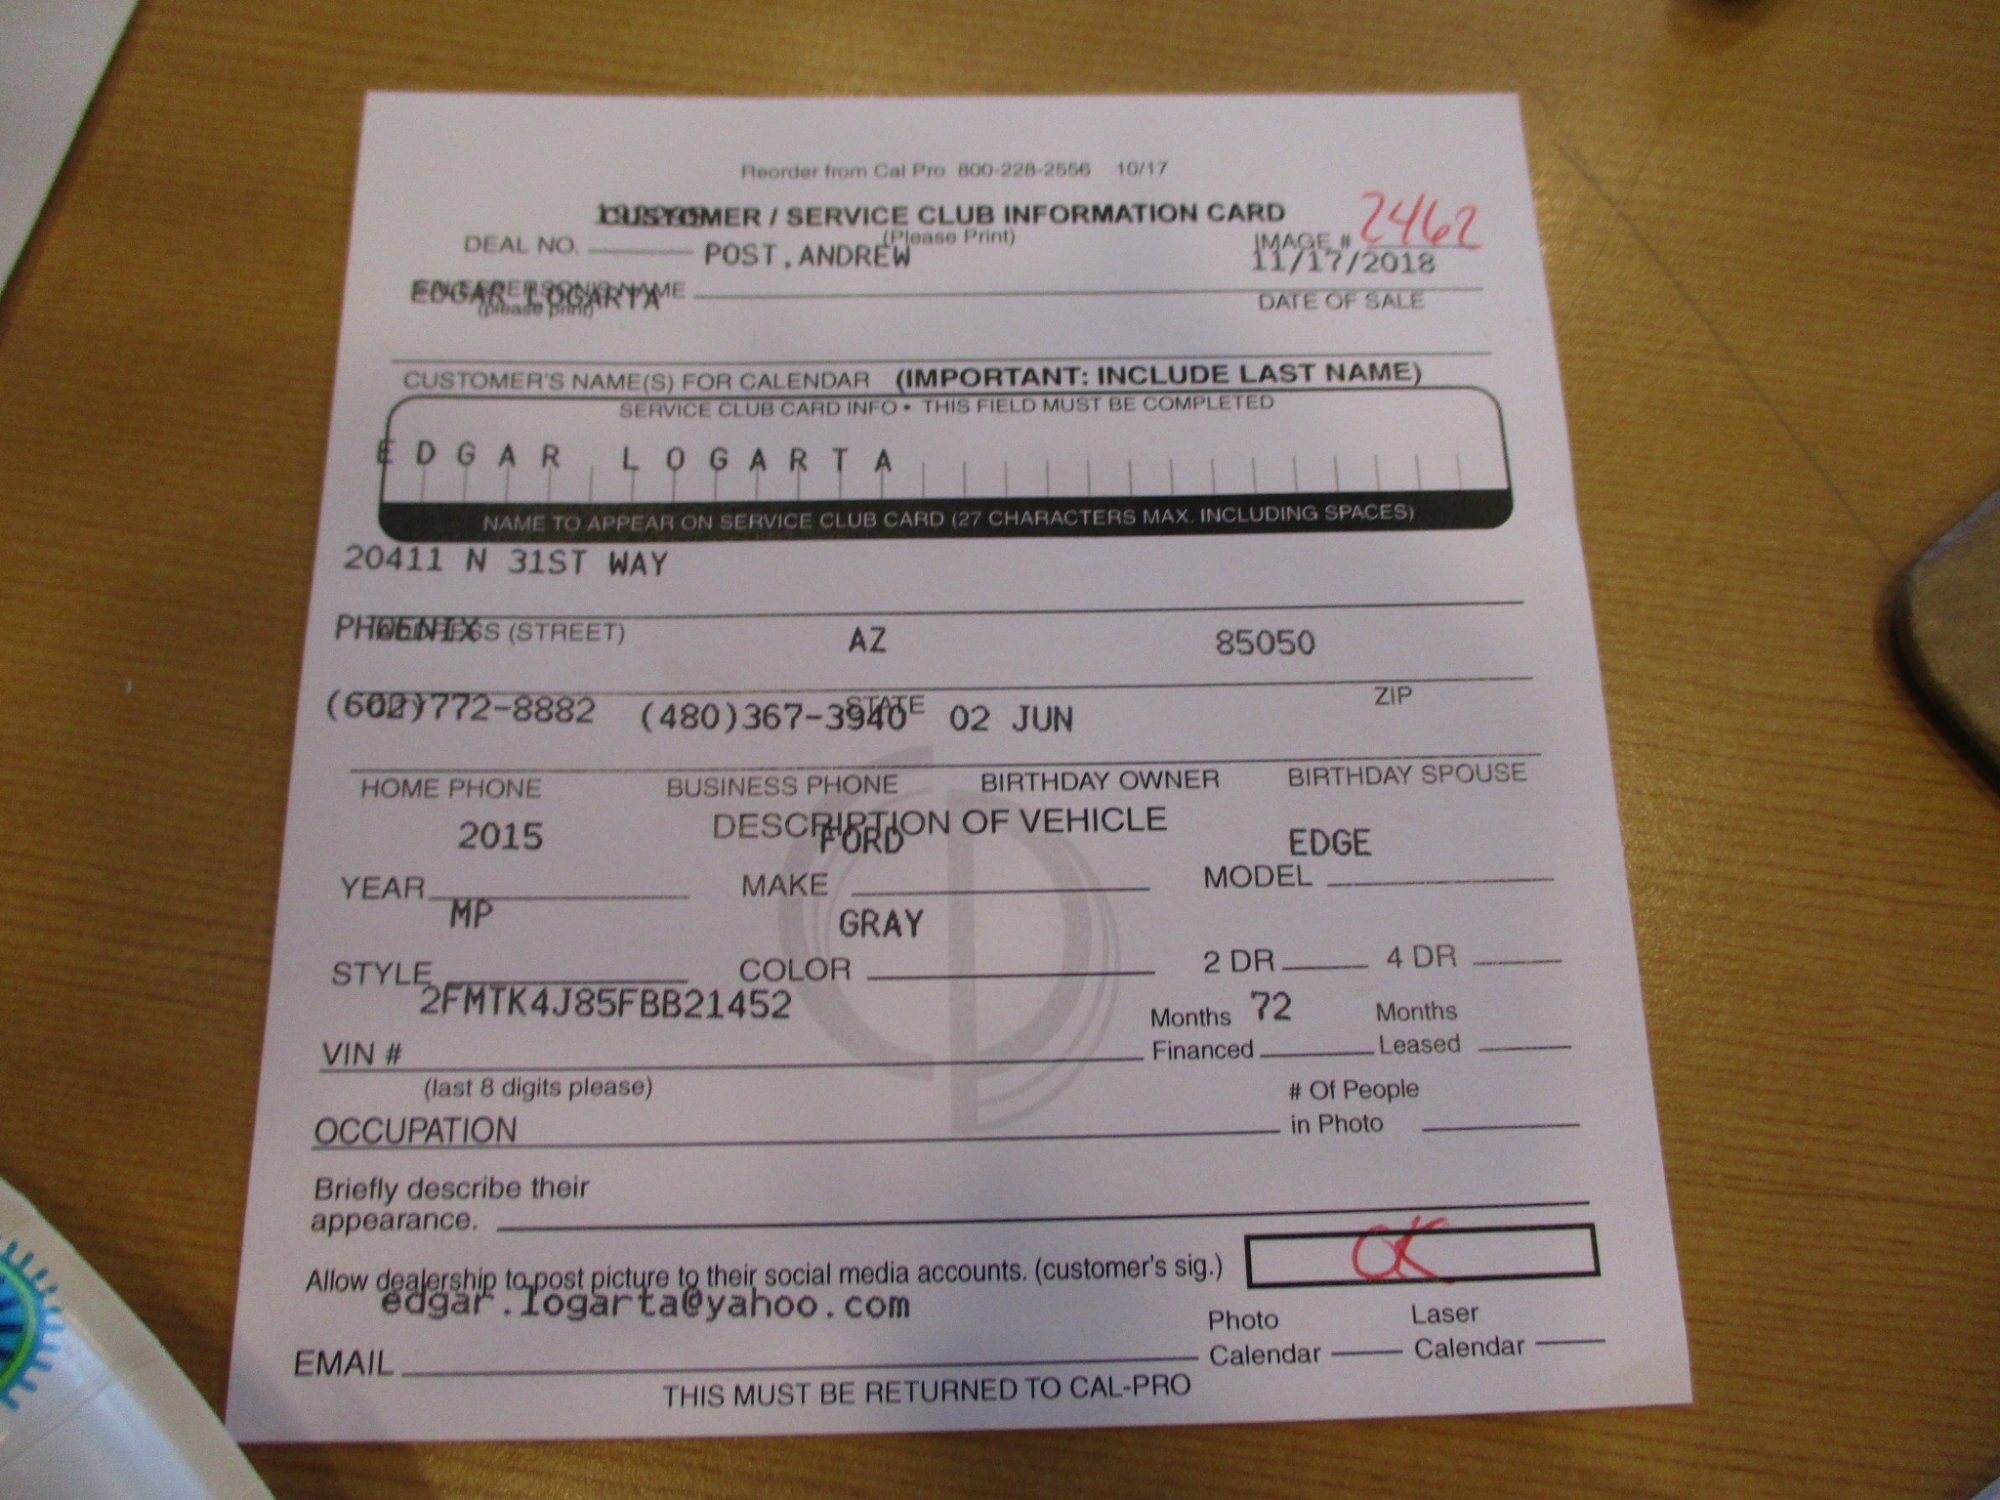 Reorder from Cal Pro 800-228-2556 10/17
CUSTOMER / SERVICE CLUB INFORMATION CARD 2462
(Please Print)
DEAL NO. POST, ANDREW IMAGE #
11/17/2018
EDGAR LOGARTA NAME DATE OF SALE
(please print)
CUSTOMER'S NAME(S) FOR CALENDAR (IMPORTANT: INCLUDE LAST NAME)
SERVICE CLUB CARD INFO • THIS FIELD MUST BE COMPLETED
EDGAR LOGARTA
NAME TO APPEAR ON SERVICE CLUB CARD (27 CHARACTERS MAX. INCLUDING SPACES)
20411 N 31ST WAY
PHOENIX ADDRESS (STREET) AZ 85050
STATE ZIP
(602)772-8882 (480)367-3940 02 JUN
HOME PHONE BUSINESS PHONE BIRTHDAY OWNER BIRTHDAY SPOUSE
DESCRIPTION OF VEHICLE
2015 FORD EDGE
YEAR MAKE MODEL
MP GRAY
STYLE COLOR 2 DR 4 DR
2FMTK4J85FBB21452 Months 72 Months
VIN # Financed Leased
(last 8 digits please) # Of People
OCCUPATION in Photo
Briefly describe their
appearance.
Allow dealership to post picture to their social media accounts. (customer's sig.) OK
edgar.logarta@yahoo.com Photo Laser
EMAIL Calendar Calendar
THIS MUST BE RETURNED TO CAL-PRO